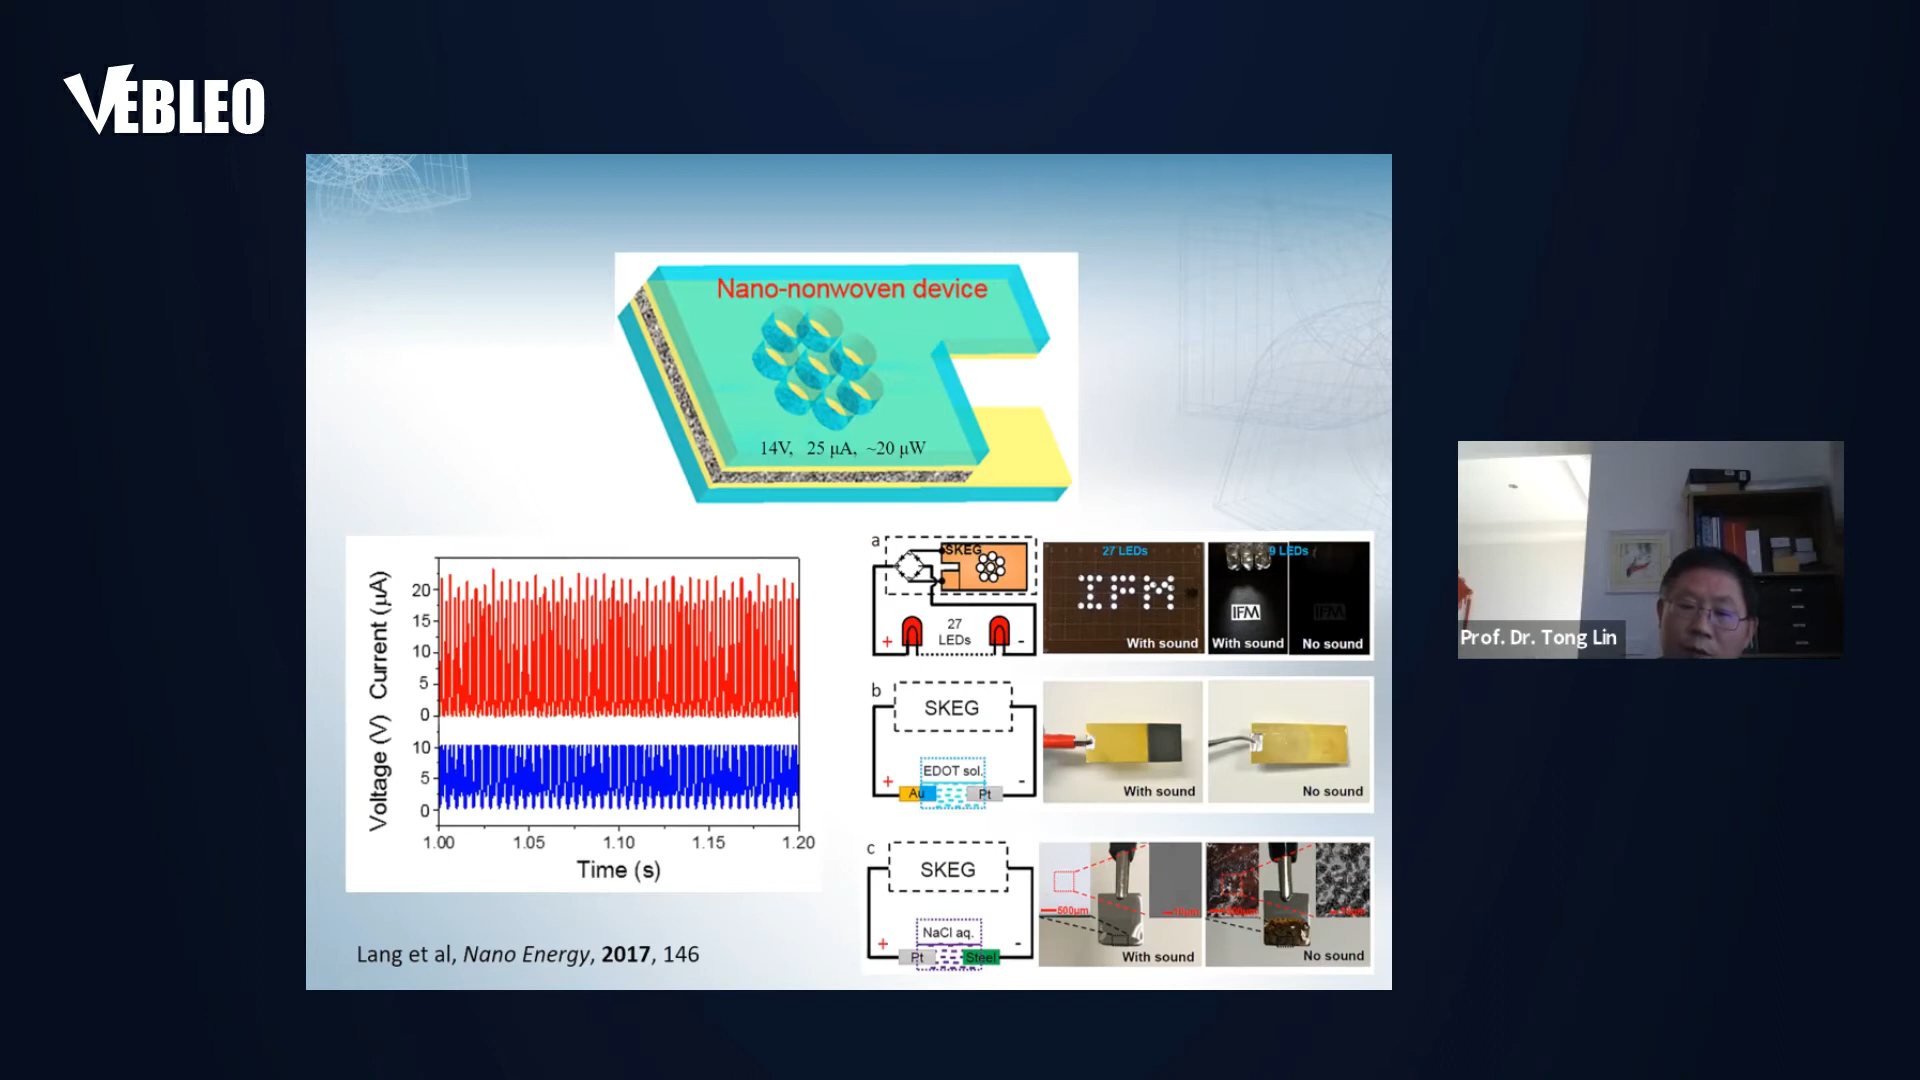 VEBLEO
Nano-nonwoven device
14V, 25 µA, ~20 µW
Current (µA)
20
15
10
5
0
Voltage (V)
10
5
0
1.00 1.05 1.10 1.15 1.20
Time (s)
Lang et al, Nano Energy, 2017, 146
a
SKEG
+
27
LEDs
-
27 LEDs
IFM
With sound
9 LEDs
IFM
With sound
IFM
No sound
b
SKEG
EDOT sol.
+
-
Au
Pt
With sound
No sound
c
SKEG
NaCl aq.
+
-
Pt
Steel
500µm
With sound
No sound
Prof. Dr. Tong Lin